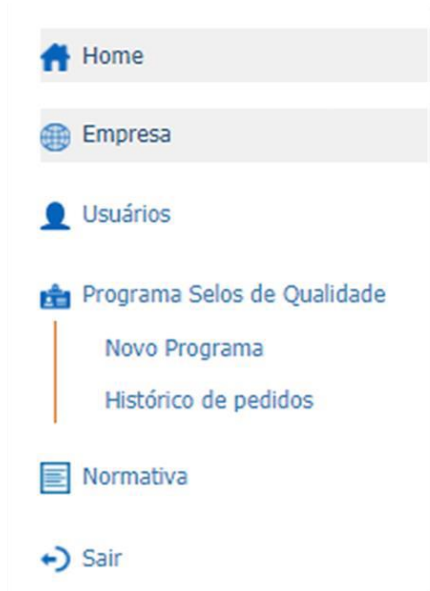 Home
Empresa
Usuários
Programa Selos de Qualidade
Novo Programa
Histórico de pedidos
Normativa
Sair